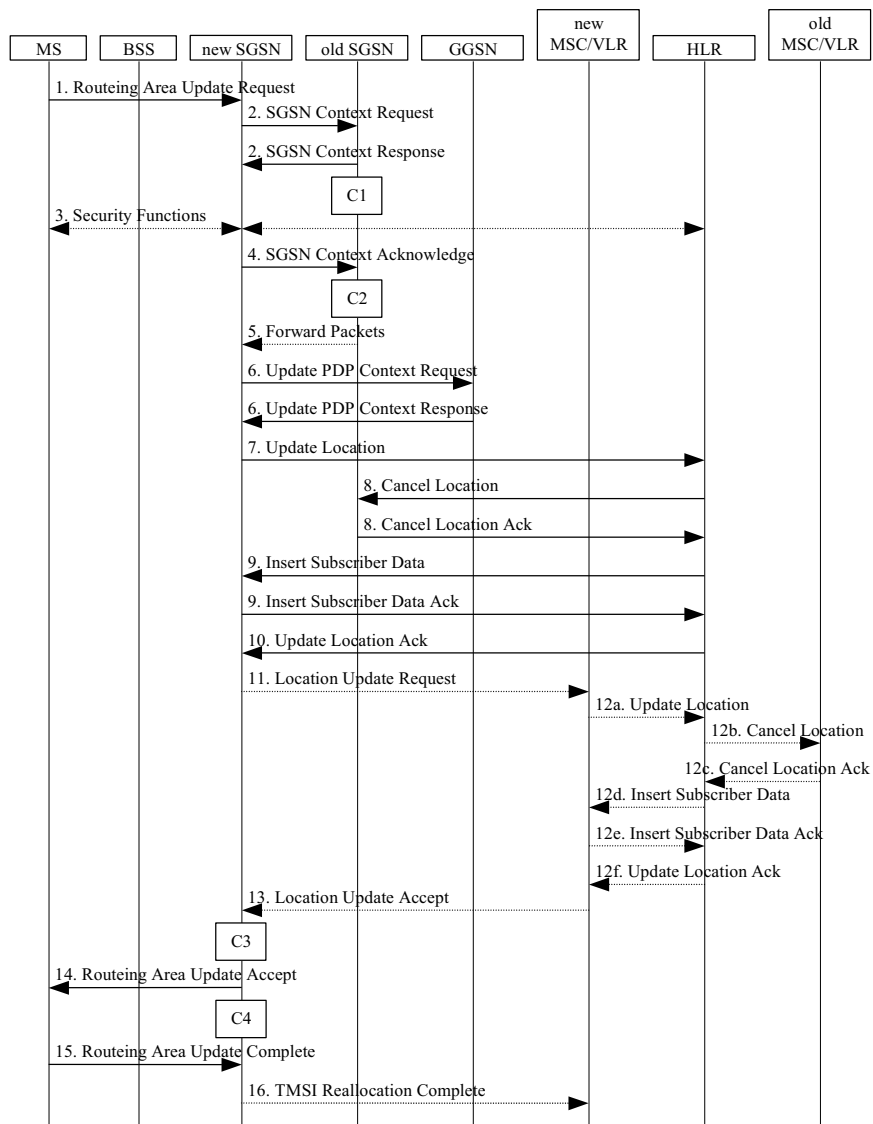 new
MSC/VLR
old
MSC/VLR
MS
BSS
new SGSN
old SGSN
GGSN
HLR
1. Routeing Area Update Request
2. SGSN Context Request
2. SGSN Context Response
C1
3. Security Functions
4. SGSN Context Acknowledge
C2
5. Forward Packets
6. Update PDP Context Request
6. Update PDP Context Response
7. Update Location
8. Cancel Location
8. Cancel Location Ack
9. Insert Subscriber Data
9. Insert Subscriber Data Ack
10. Update Location Ack
11. Location Update Request
12a. Update Location
12b. Cancel Location
12c. Cancel Location Ack
12d. Insert Subscriber Data
12e. Insert Subscriber Data Ack
12f. Update Location Ack
13. Location Update Accept
C3
14. Routeing Area Update Accept
C4
15. Routeing Area Update Complete
16. TMSI Reallocation Complete